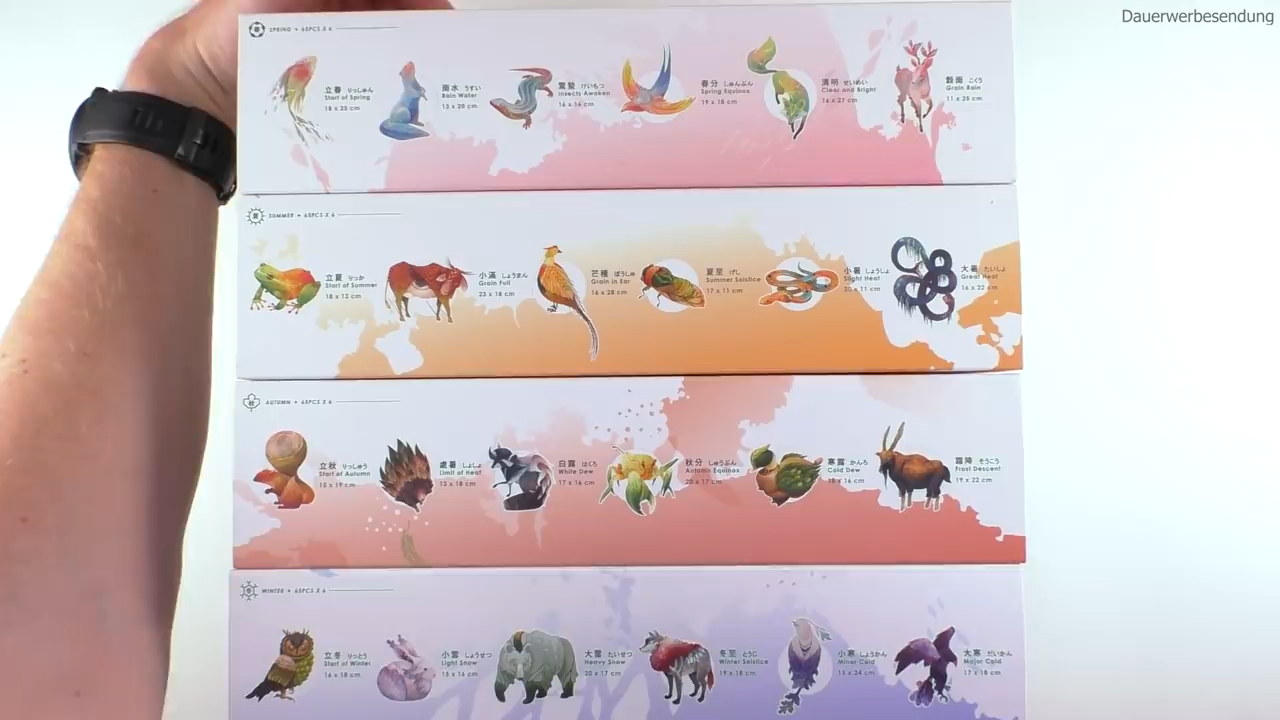 Dauerwerbesendung
SPRING + 65PCS X 6
立春 りっしゅん
Start of Spring
18 x 25 cm
雨水 うすい
Rain Water
13 x 20 cm
驚蟄 けいもつ
Insects Awaken
16 x 16 cm
春分 しゅんぶん
Spring Equinox
19 x 18 cm
清明 せいめい
Clear and Bright
16 x 27 cm
穀雨 こくう
Grain Rain
11 x 25 cm
SUMMER + 65PCS X 6
立夏 りっか
Start of Summer
18 x 13 cm
小滿 しょうまん
Grain Full
23 x 18 cm
芒種 ぼうしゅ
Grain in Ear
16 x 28 cm
夏至 げし
Summer Solstice
17 x 11 cm
小暑 しょうしょ
Slight Heat
20 x 11 cm
大暑 たいしょ
Great Heat
16 x 22 cm
AUTUMN + 65PCS X 6
立秋 りっしゅう
Start of Autumn
15 x 19 cm
處暑 しょしょ
Limit of Heat
13 x 18 cm
白露 はくろ
White Dew
17 x 16 cm
秋分 しゅうぶん
Autumn Equinox
20 x 17 cm
寒露 かんろ
Cold Dew
18 x 16 cm
霜降 そうこう
Frost Descent
19 x 22 cm
WINTER + 65PCS X 6
立冬 りっとう
Start of Winter
16 x 18 cm
小雪 しょうせつ
Light Snow
15 x 16 cm
大雪 たいせつ
Heavy Snow
20 x 17 cm
冬至 とうじ
Winter Solstice
19 x 18 cm
小寒 しょうかん
Minor Cold
15 x 24 cm
大寒 だいかん
Major Cold
17 x 18 cm